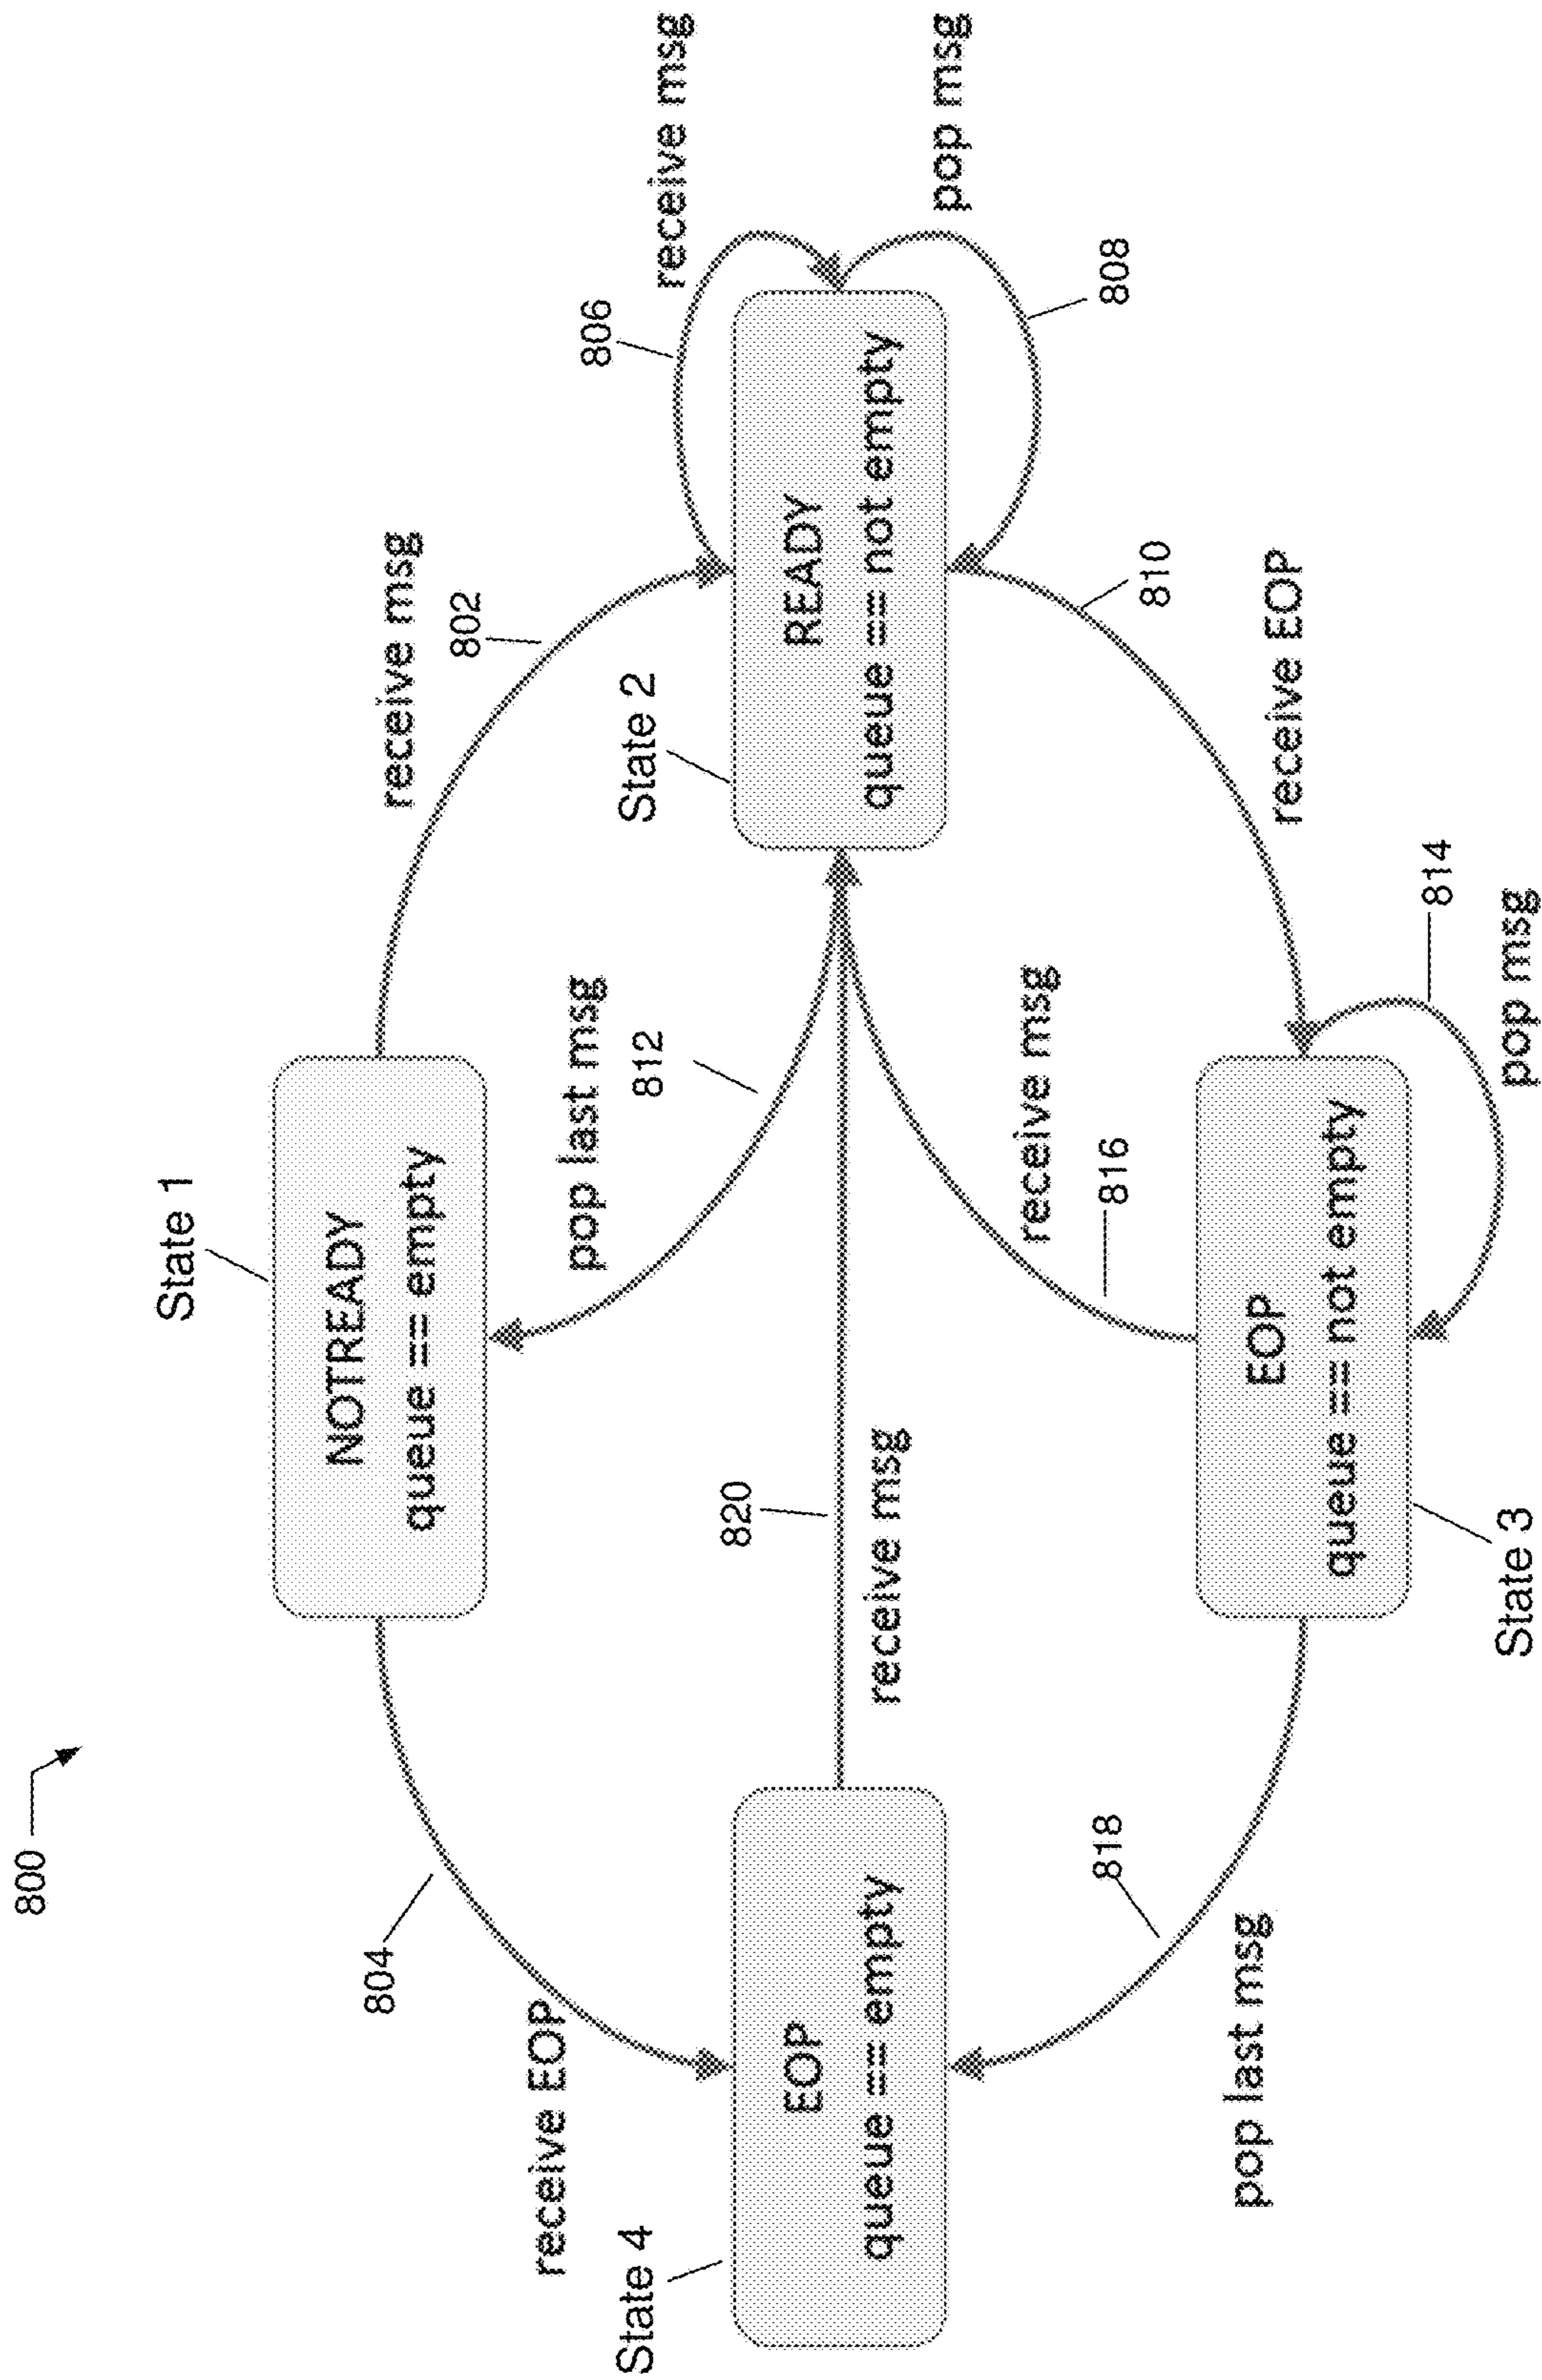 800
State 1
NOTREADY
queue == empty
receive msg
802
804
receive EOP
State 2
READY
queue == not empty
806
receive msg
808
pop msg
pop last msg
812
820
receive msg
State 4
EOP
queue == empty
receive msg
816
810
receive EOP
818
pop last msg
EOP
queue == not empty
State 3
814
pop msg